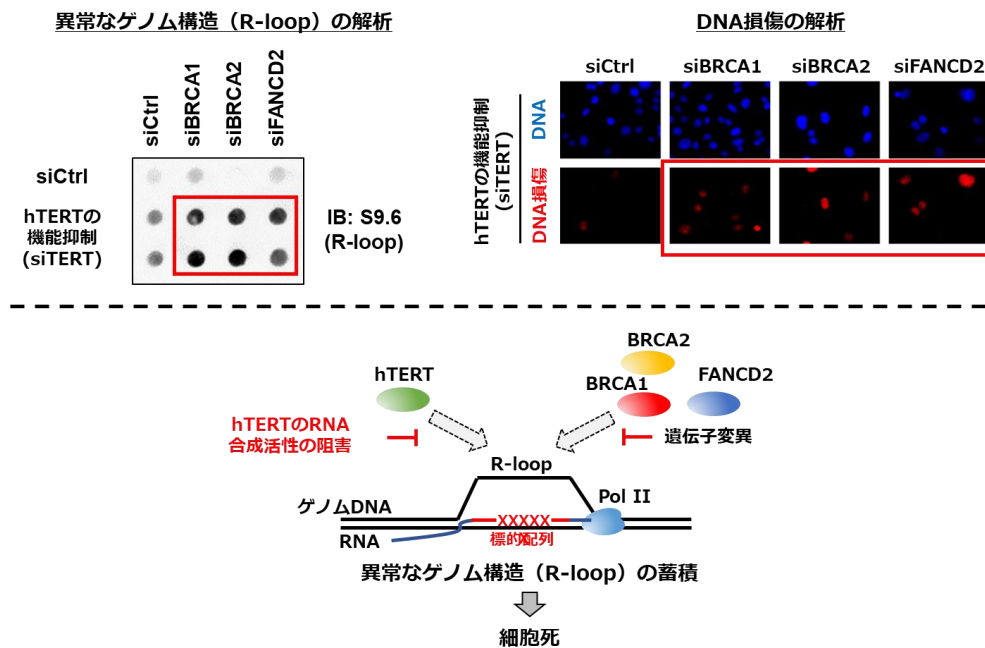 異常なゲノム構造（R-loop）の解析
siCtrl
siBRCA1
siBRCA2
siFANCD2
siCtrl
hTERTの
機能抑制
(siTERT)
IB: S9.6
(R-loop)
DNA損傷の解析
siCtrl
siBRCA1
siBRCA2
siFANCD2
hTERTの機能抑制
(siTERT)
DNA
DNA損傷
BRCA2
hTERT
BRCA1
FANCD2
hTERTのRNA
合成活性の阻害
遺伝子変異
R-loop
Pol II
ゲノムDNA
XXXXX
RNA
標的配列
X
異常なゲノム構造（R-loop）の蓄積
細胞死